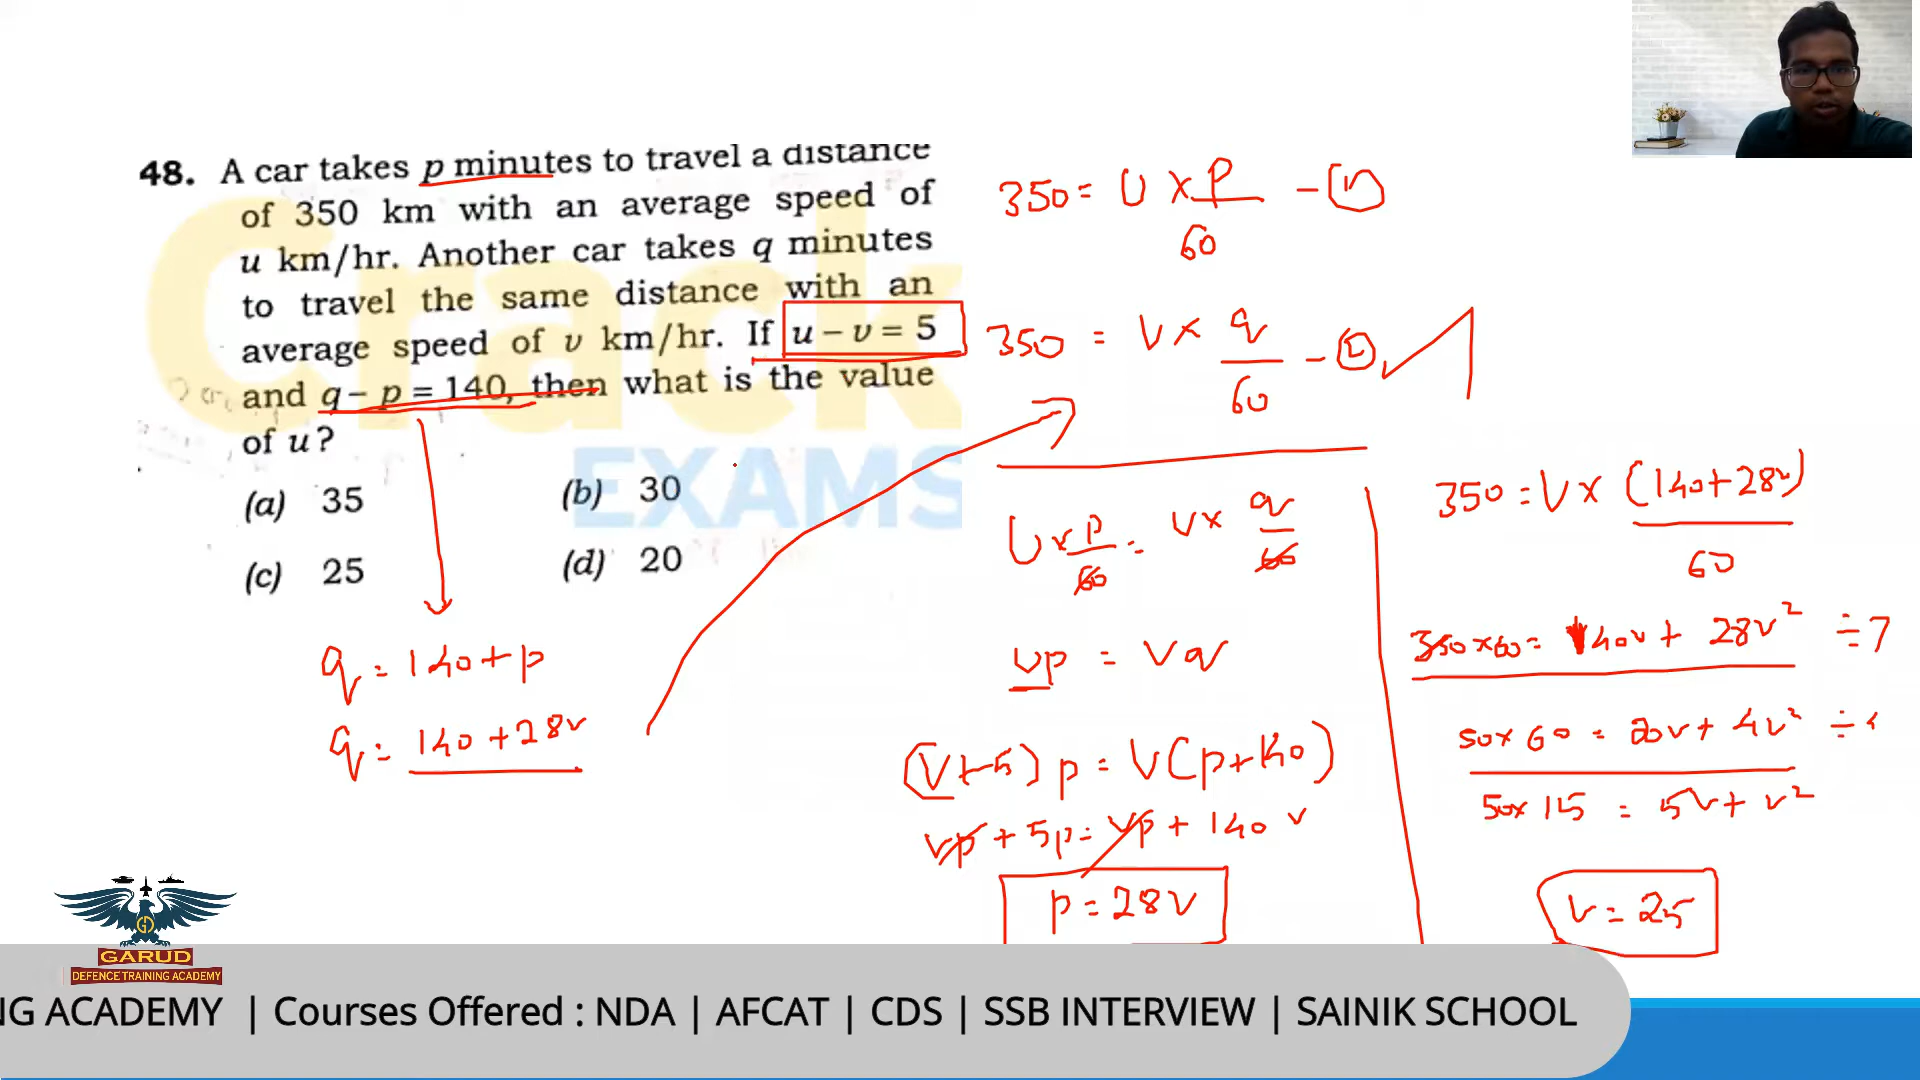 48. A car takes p minutes to travel a distance
of 350 km with an average speed of
u km/hr. Another car takes q minutes
to travel the same distance with an
average speed of v km/hr. If u − v = 5
and q − p = 140, then what is the value
of u?
(a) 35
(b) 30
(c) 25
(d) 20
Crack
EXAMS
q = 140 + p
q = 140 + 28v
350 = U × p/60 − ①
350 = V × q/60 − ②
U × p/60 = V × q/60
up = vq
(V+5) p = V(p+140)
vp + 5p = vp + 140 v
p = 28v
350 = V × (140+28v)/60
350×60 = 140v + 28v² ÷7
50×60 = 20v + 4v² ÷
50×15 = 5v + v²
v = 25
GARUD
DEFENCE TRAINING ACADEMY
NG ACADEMY | Courses Offered : NDA | AFCAT | CDS | SSB INTERVIEW | SAINIK SCHOOL